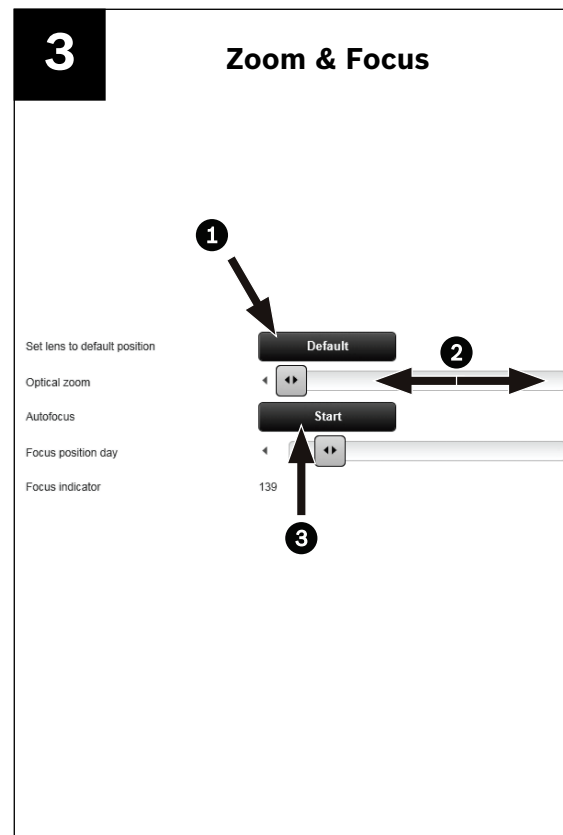 3
Zoom & Focus
1
Set lens to default position Default
2
Optical zoom
Autofocus Start
Focus position day
Focus indicator 139
3